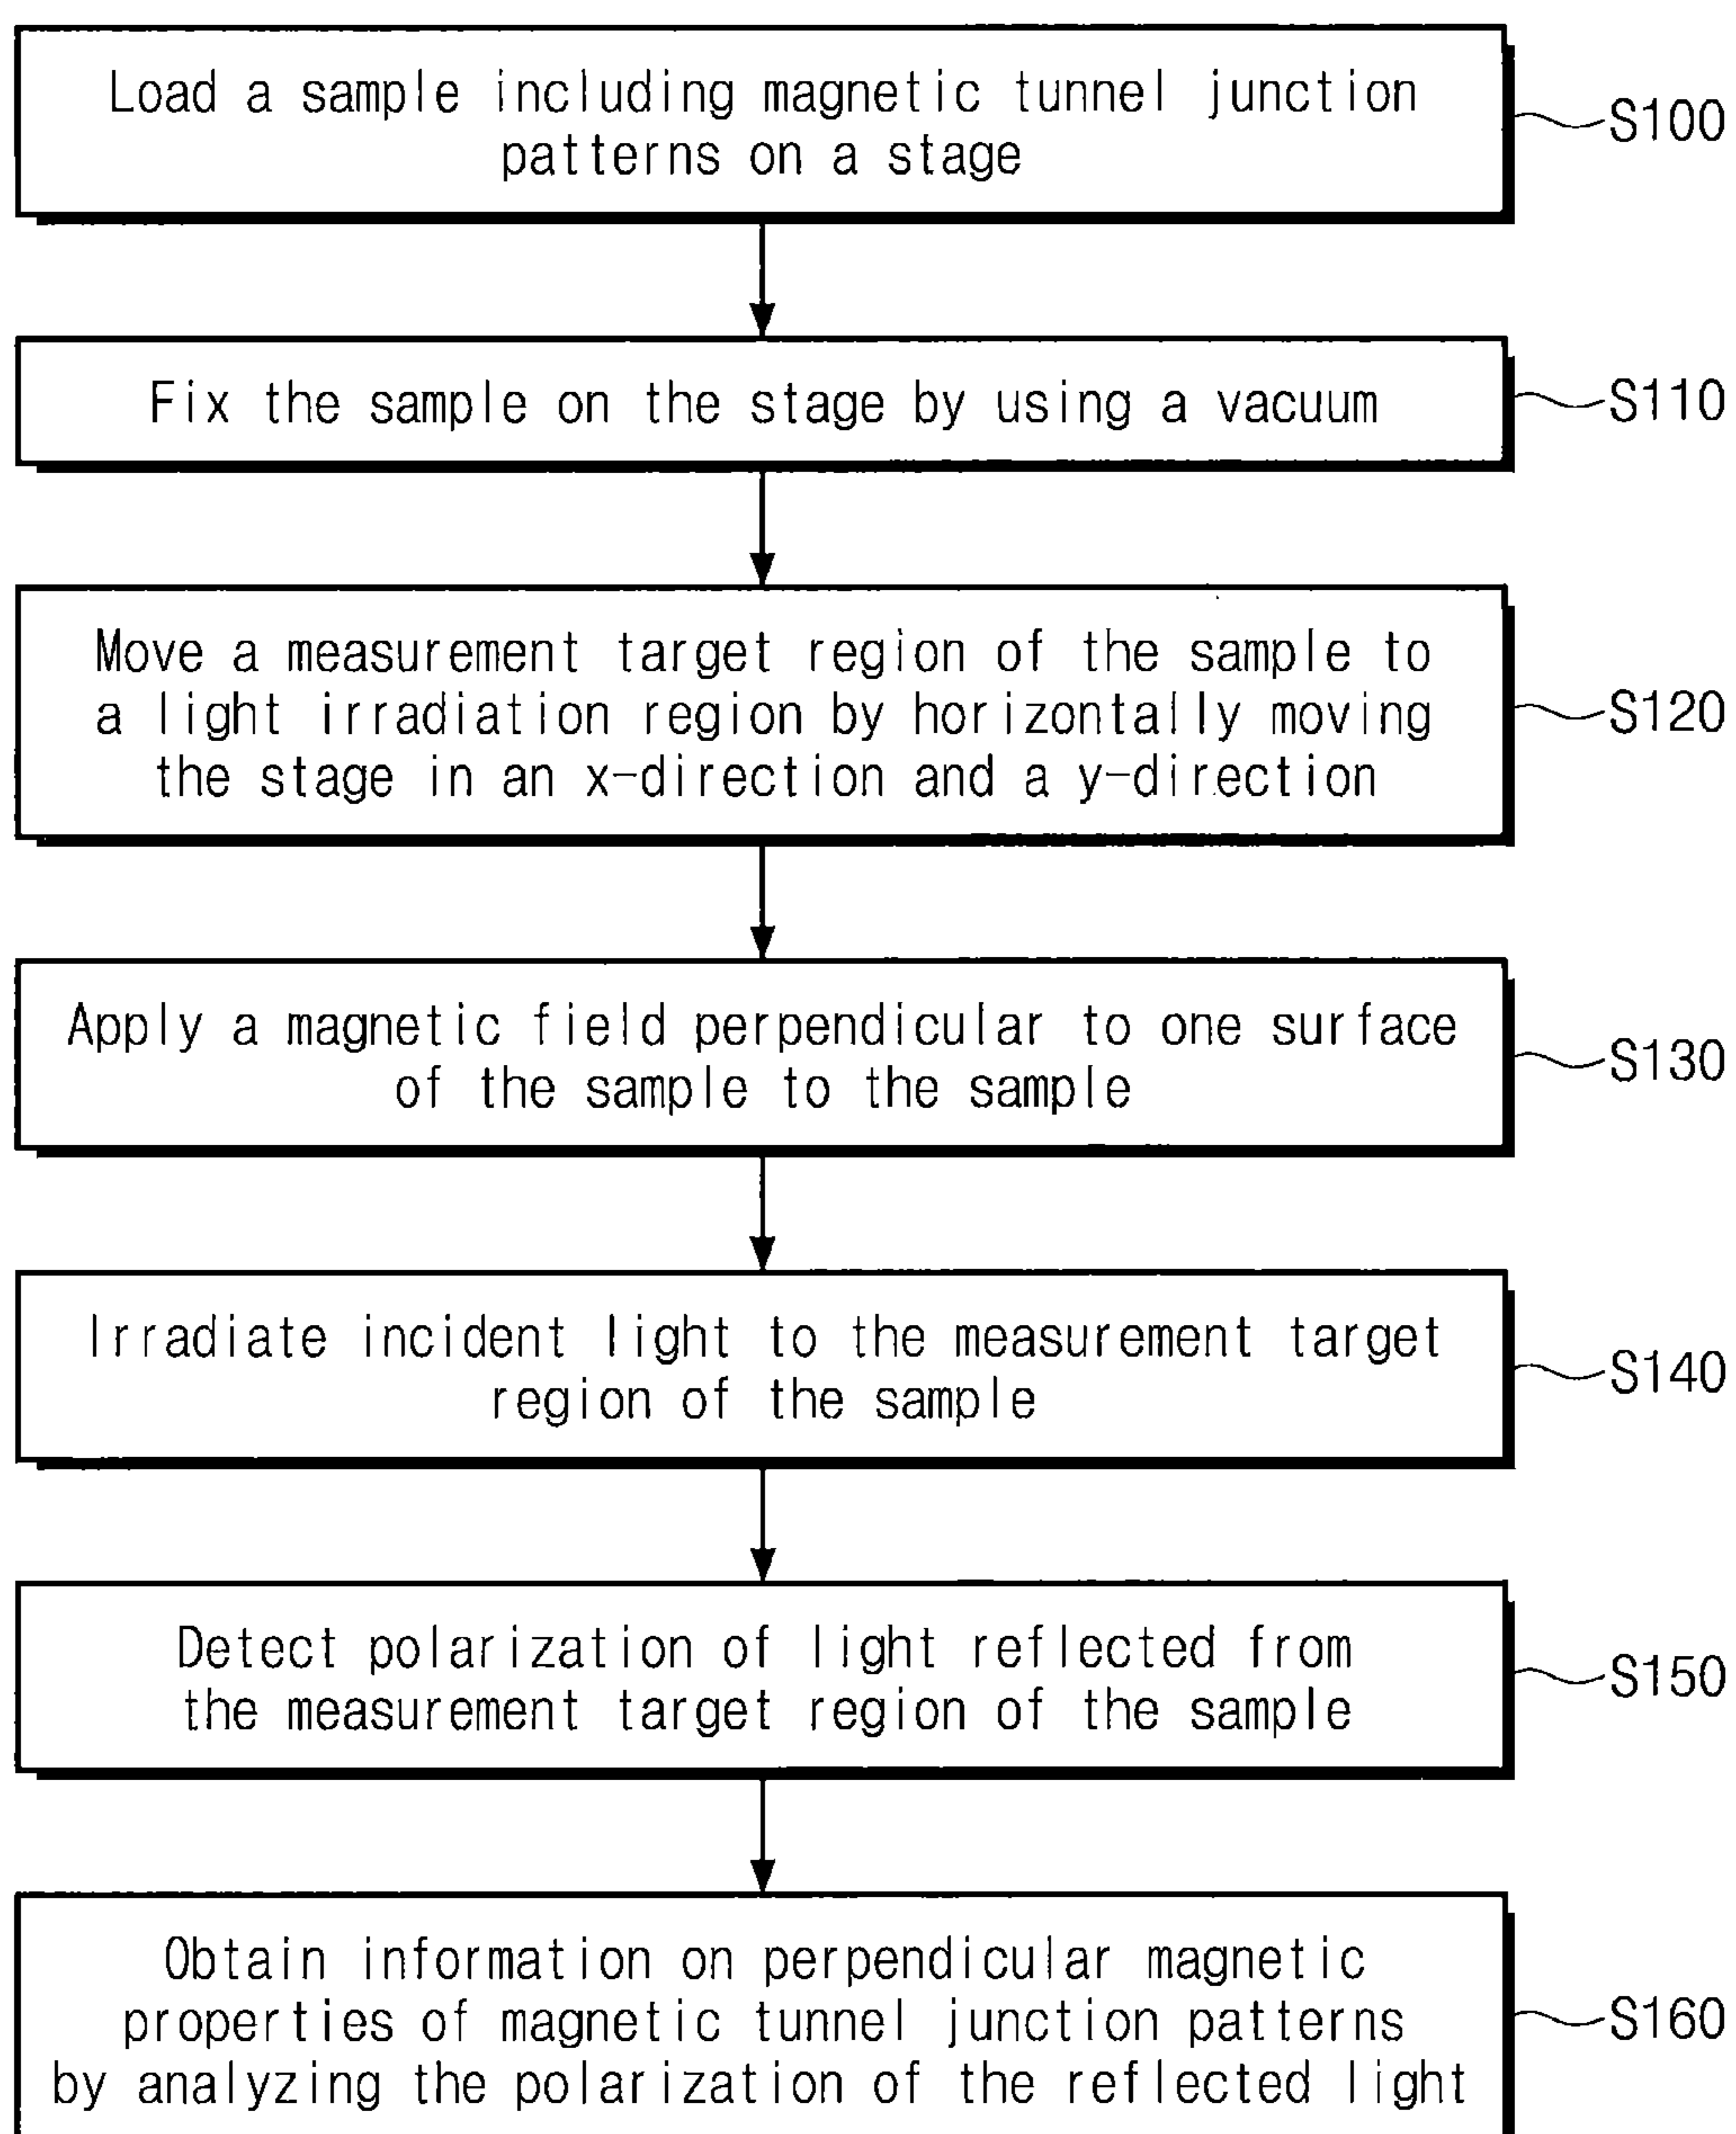 Load a sample including magnetic tunnel junction
patterns on a stage
S100
Fix the sample on the stage by using a vacuum
S110
Move a measurement target region of the sample to
a light irradiation region by horizontally moving
the stage in an x-direction and a y-direction
S120
Apply a magnetic field perpendicular to one surface
of the sample to the sample
S130
Irradiate incident light to the measurement target
region of the sample
S140
Detect polarization of light reflected from
the measurement target region of the sample
S150
Obtain information on perpendicular magnetic
properties of magnetic tunnel junction patterns
by analyzing the polarization of the reflected light
S160